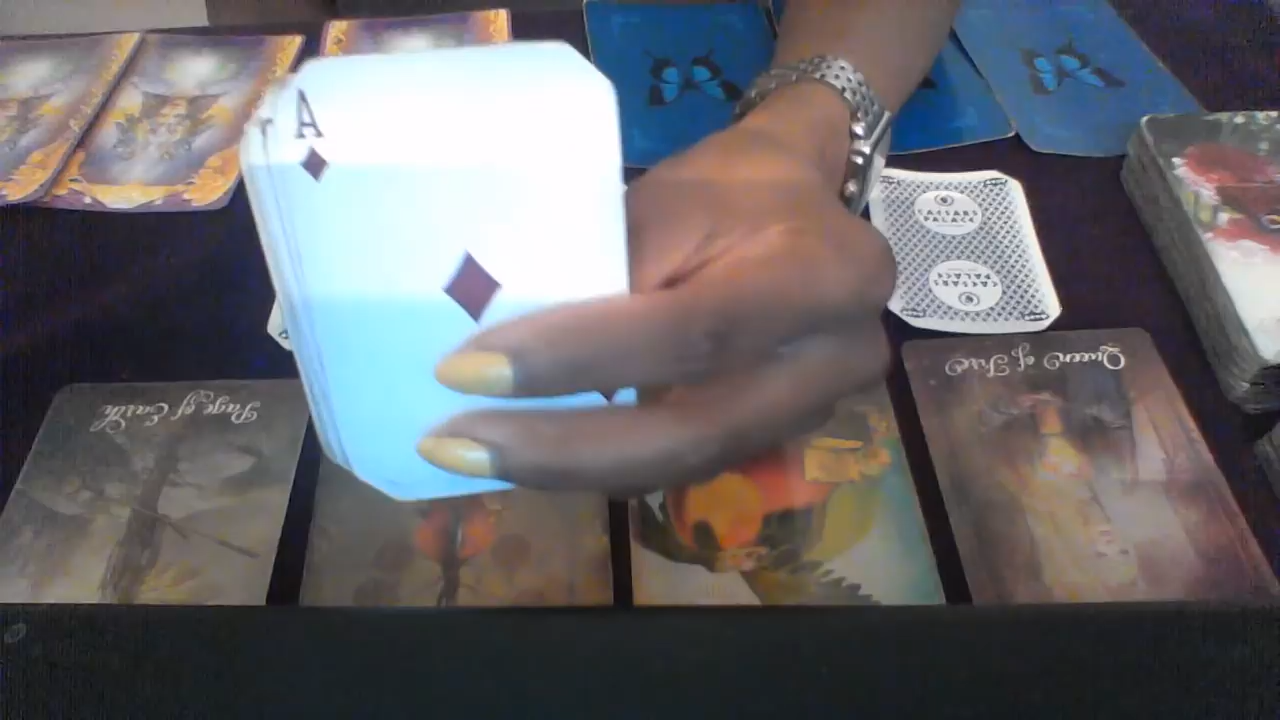 A
CAESARS
PALACE
CAESARS
PALACE
Page of Earth
Queen of Fire